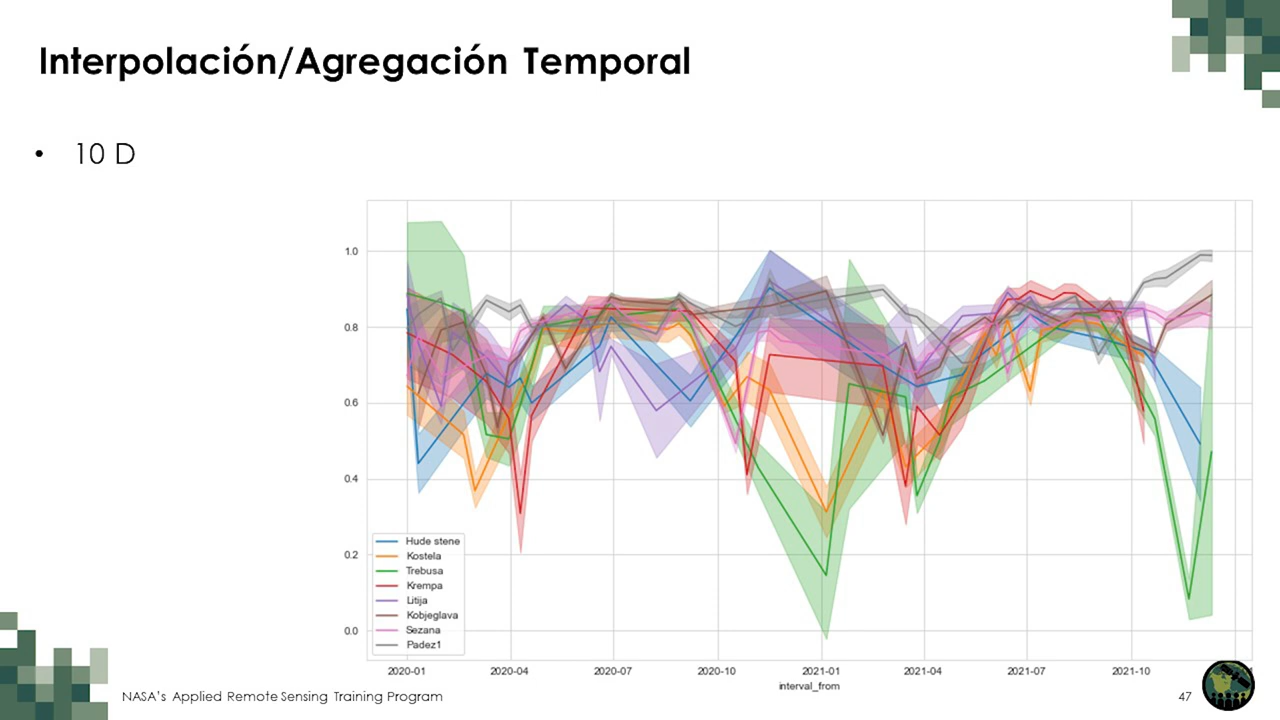 Interpolación/Agregación Temporal
• 10 D
1.0
0.8
0.6
0.4
0.2
0.0
Hude stene
Kostela
Trebusa
Krempa
Litija
Kobjeglava
Sezana
Padez1
2020-01 2020-04 2020-07 2020-10 2021-01 2021-04 2021-07 2021-10
interval_from
NASA's Applied Remote Sensing Training Program
47